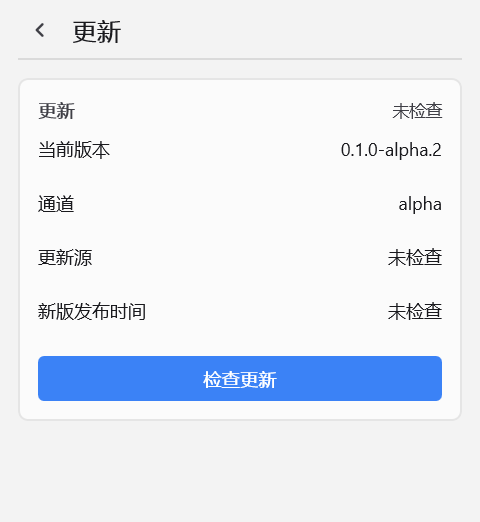 更新
更新 未检查
当前版本 0.1.0-alpha.2
通道 alpha
更新源 未检查
新版发布时间 未检查
检查更新